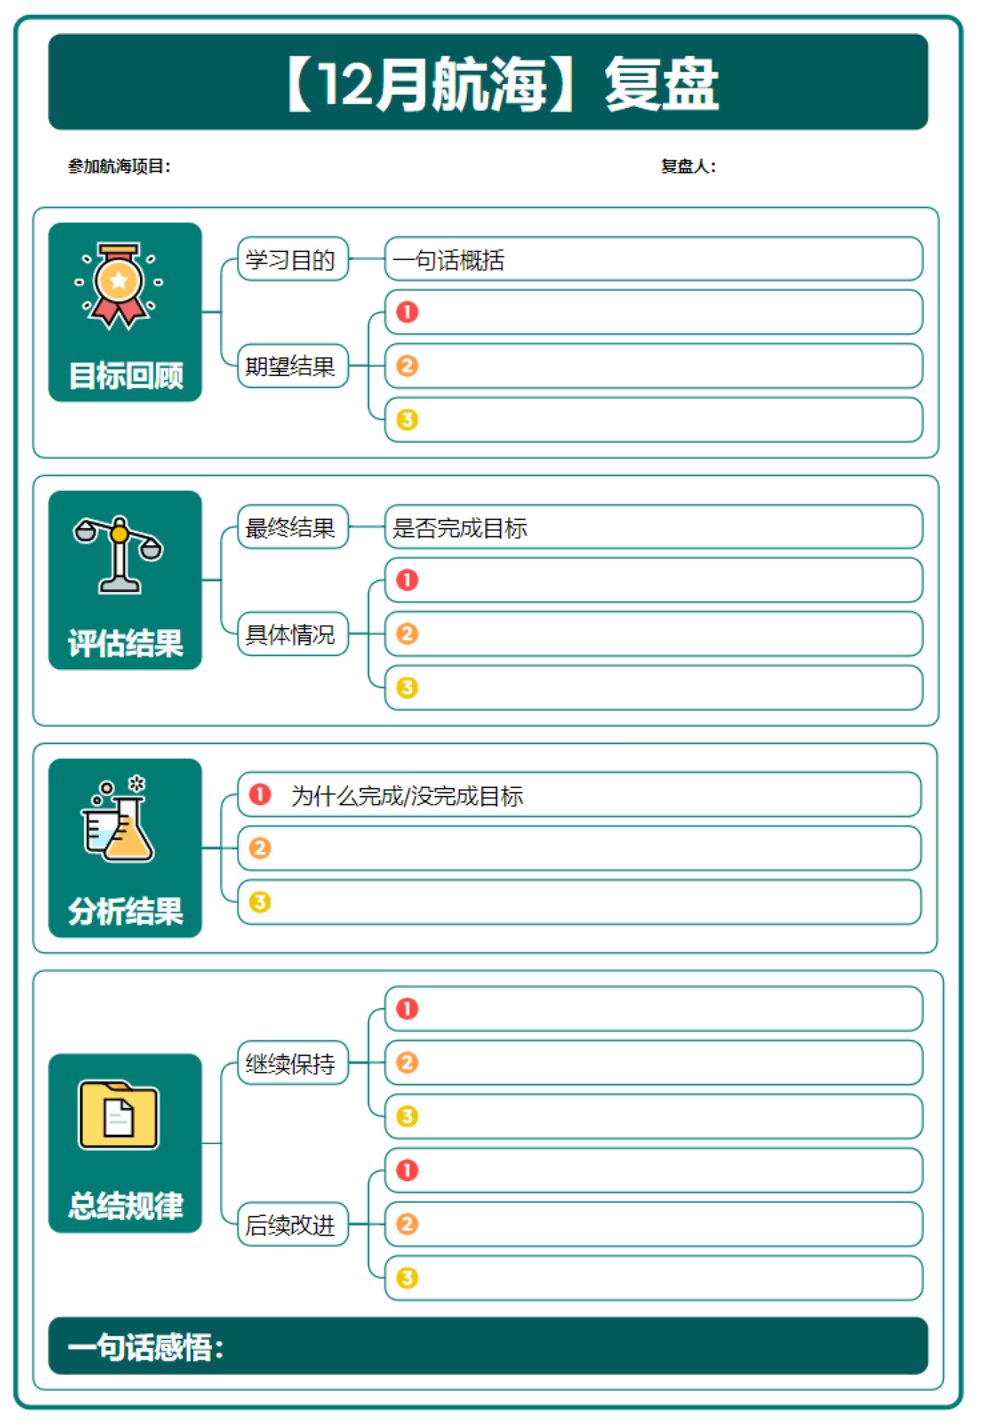 【12月航海】复盘
参加航海项目：
复盘人：
目标回顾
学习目的
一句话概括
期望结果
1
2
3
评估结果
最终结果
是否完成目标
具体情况
1
2
3
分析结果
1 为什么完成/没完成目标
2
3
总结规律
继续保持
1
2
3
后续改进
1
2
3
一句话感悟：